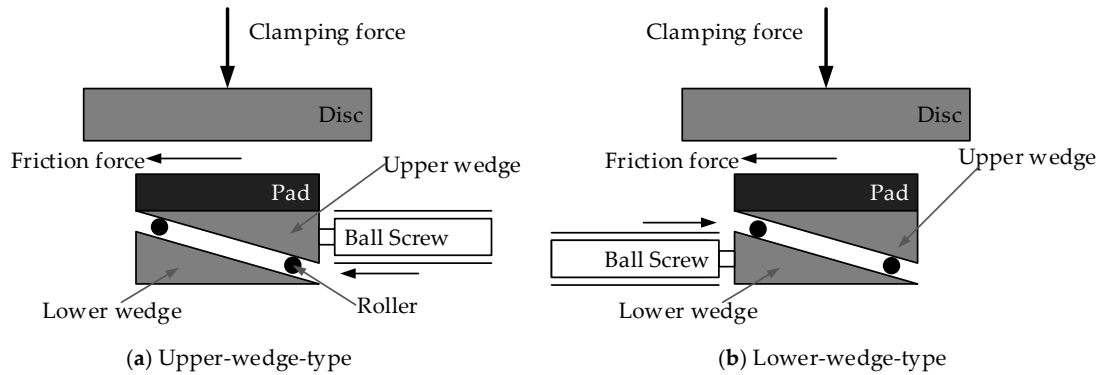 Clamping force
Disc
Friction force
Upper wedge
Pad
Ball Screw
Lower wedge
Roller
(a) Upper-wedge-type
Clamping force
Disc
Friction force
Upper wedge
Pad
Ball Screw
Lower wedge
(b) Lower-wedge-type